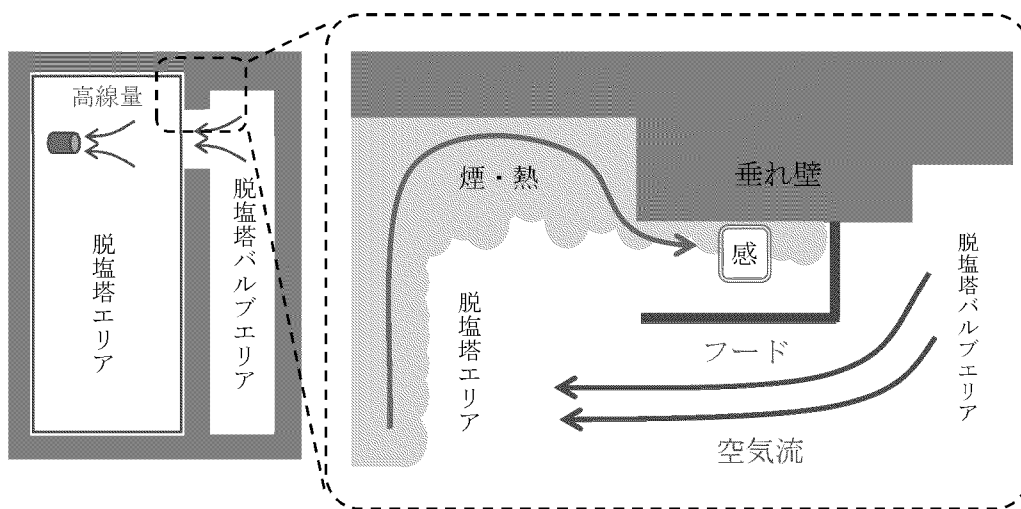 高線量
脱塩塔エリア
脱塩塔バルブエリア
煙・熱
垂れ壁
感
脱塩塔エリア
フード
脱塩塔バルブエリア
空気流